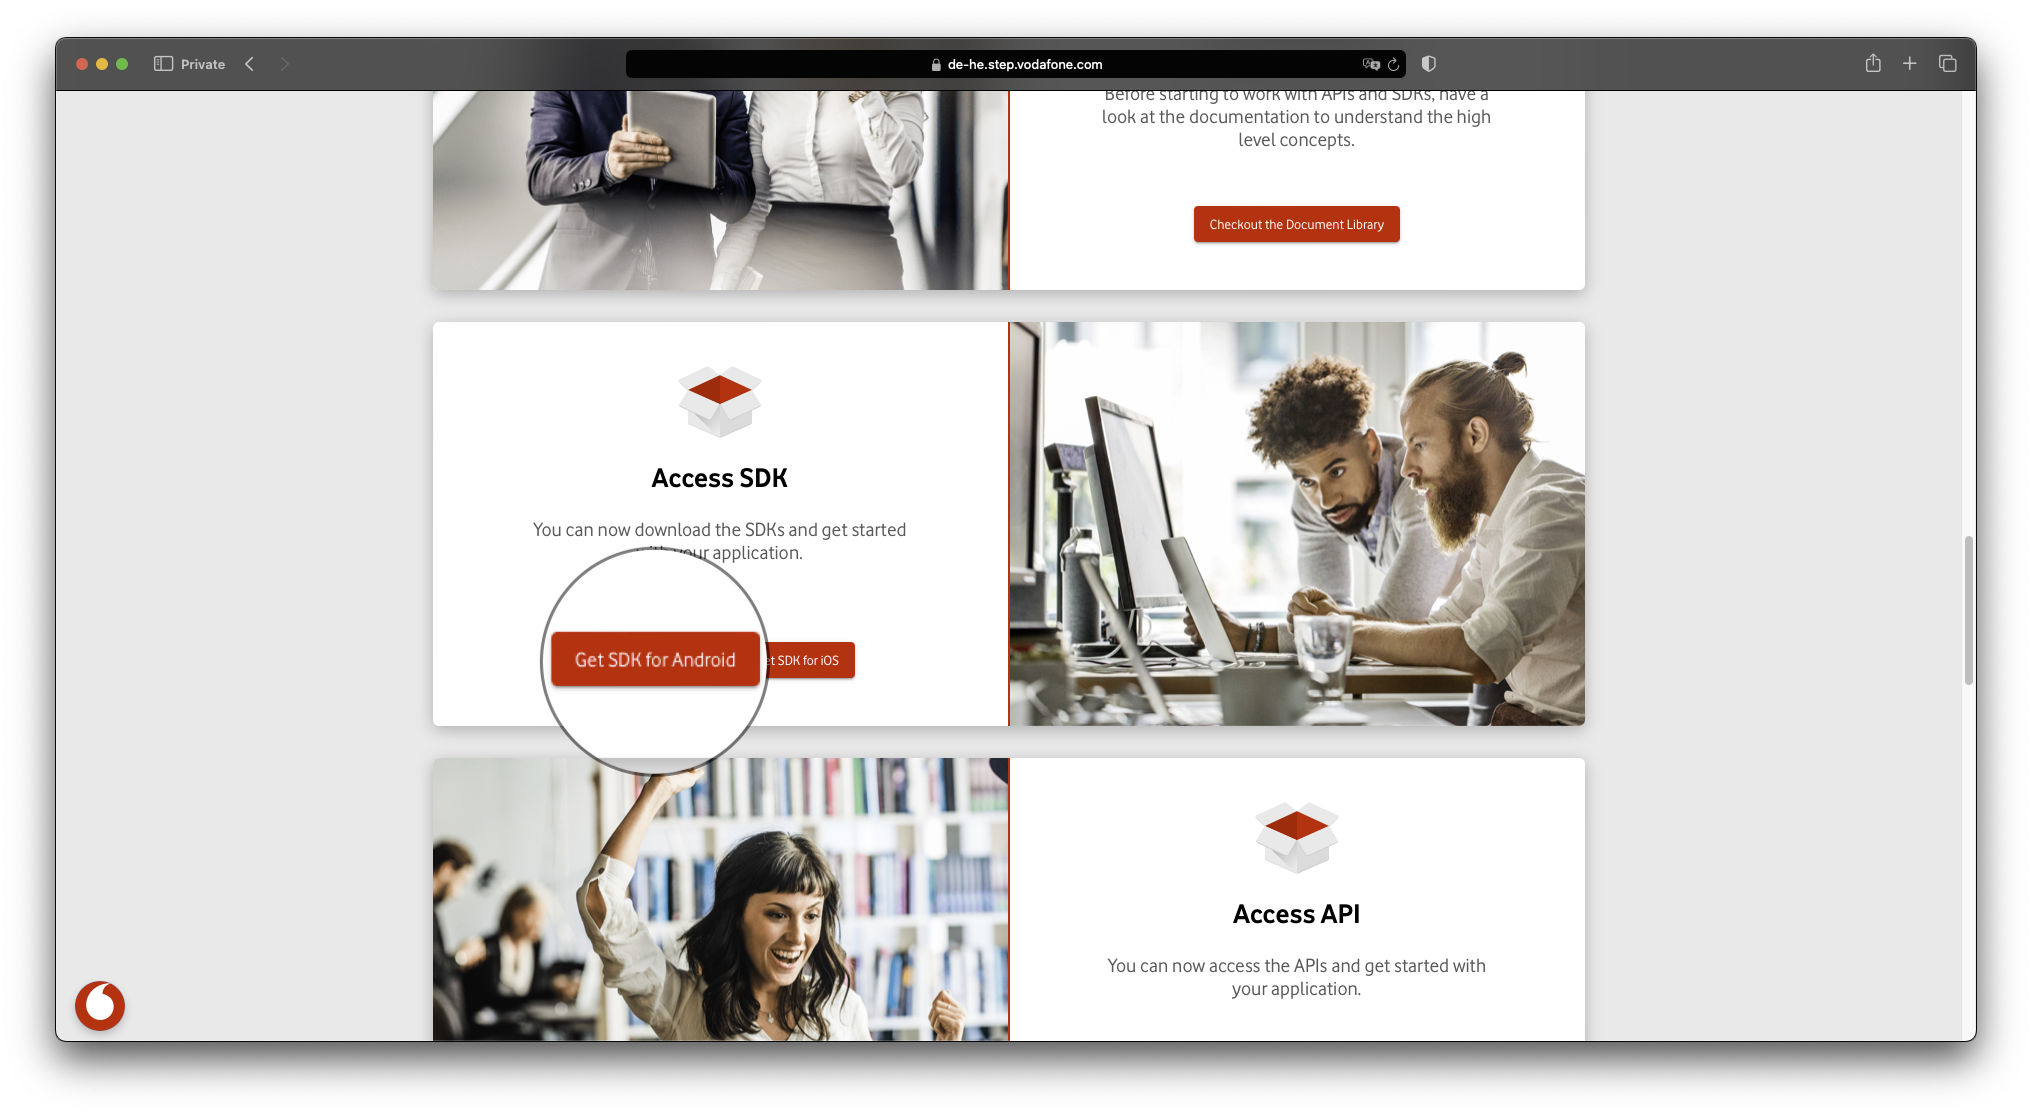 Private
de-he.step.vodafone.com
Before starting to work with APIs and SDKs, have a
look at the documentation to understand the high
level concepts.
Checkout the Document Library
Access SDK
You can now download the SDKs and get started
your application.
Get SDK for Android
SDK for iOS
Access API
You can now access the APIs and get started with
your application.